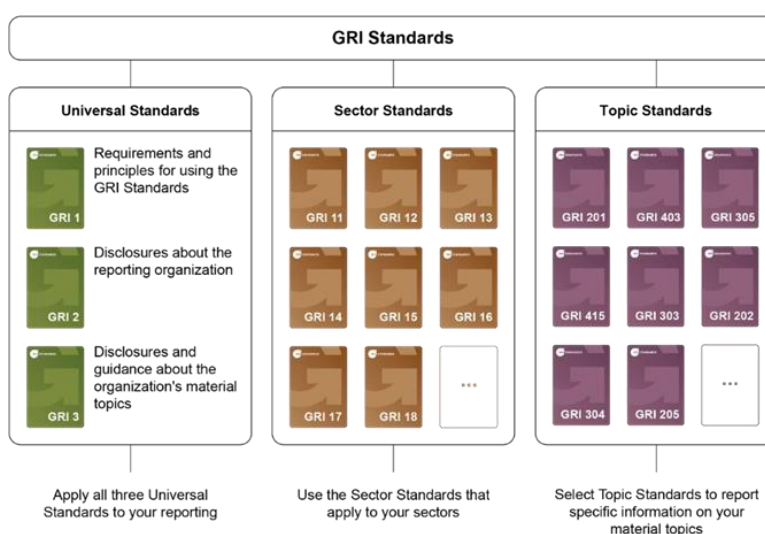 GRI Standards
Universal Standards
GRI 1
Requirements and
principles for using the
GRI Standards
GRI 2
Disclosures about the
reporting organization
GRI 3
Disclosures and
guidance about the
organization's material
topics
Apply all three Universal
Standards to your reporting
Sector Standards
GRI 11 GRI 12 GRI 13
GRI 14 GRI 15 GRI 16
GRI 17 GRI 18 ...
Use the Sector Standards that
apply to your sectors
Topic Standards
GRI 201 GRI 403 GRI 305
GRI 415 GRI 303 GRI 202
GRI 304 GRI 205 ...
Select Topic Standards to report
specific information on your
material topics